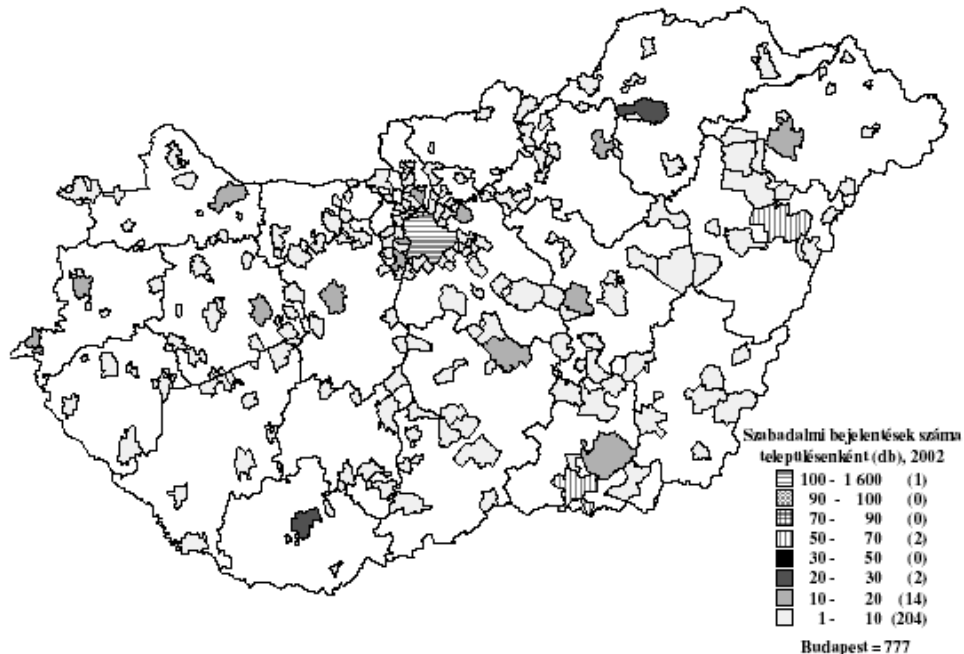 Szabadalmi bejelentések száma
településenként (db), 2002
100 - 1 600 (1)
90 - 100 (0)
70 - 90 (0)
50 - 70 (2)
30 - 50 (0)
20 - 30 (2)
10 - 20 (14)
1 - 10 (204)
Budapest = 777